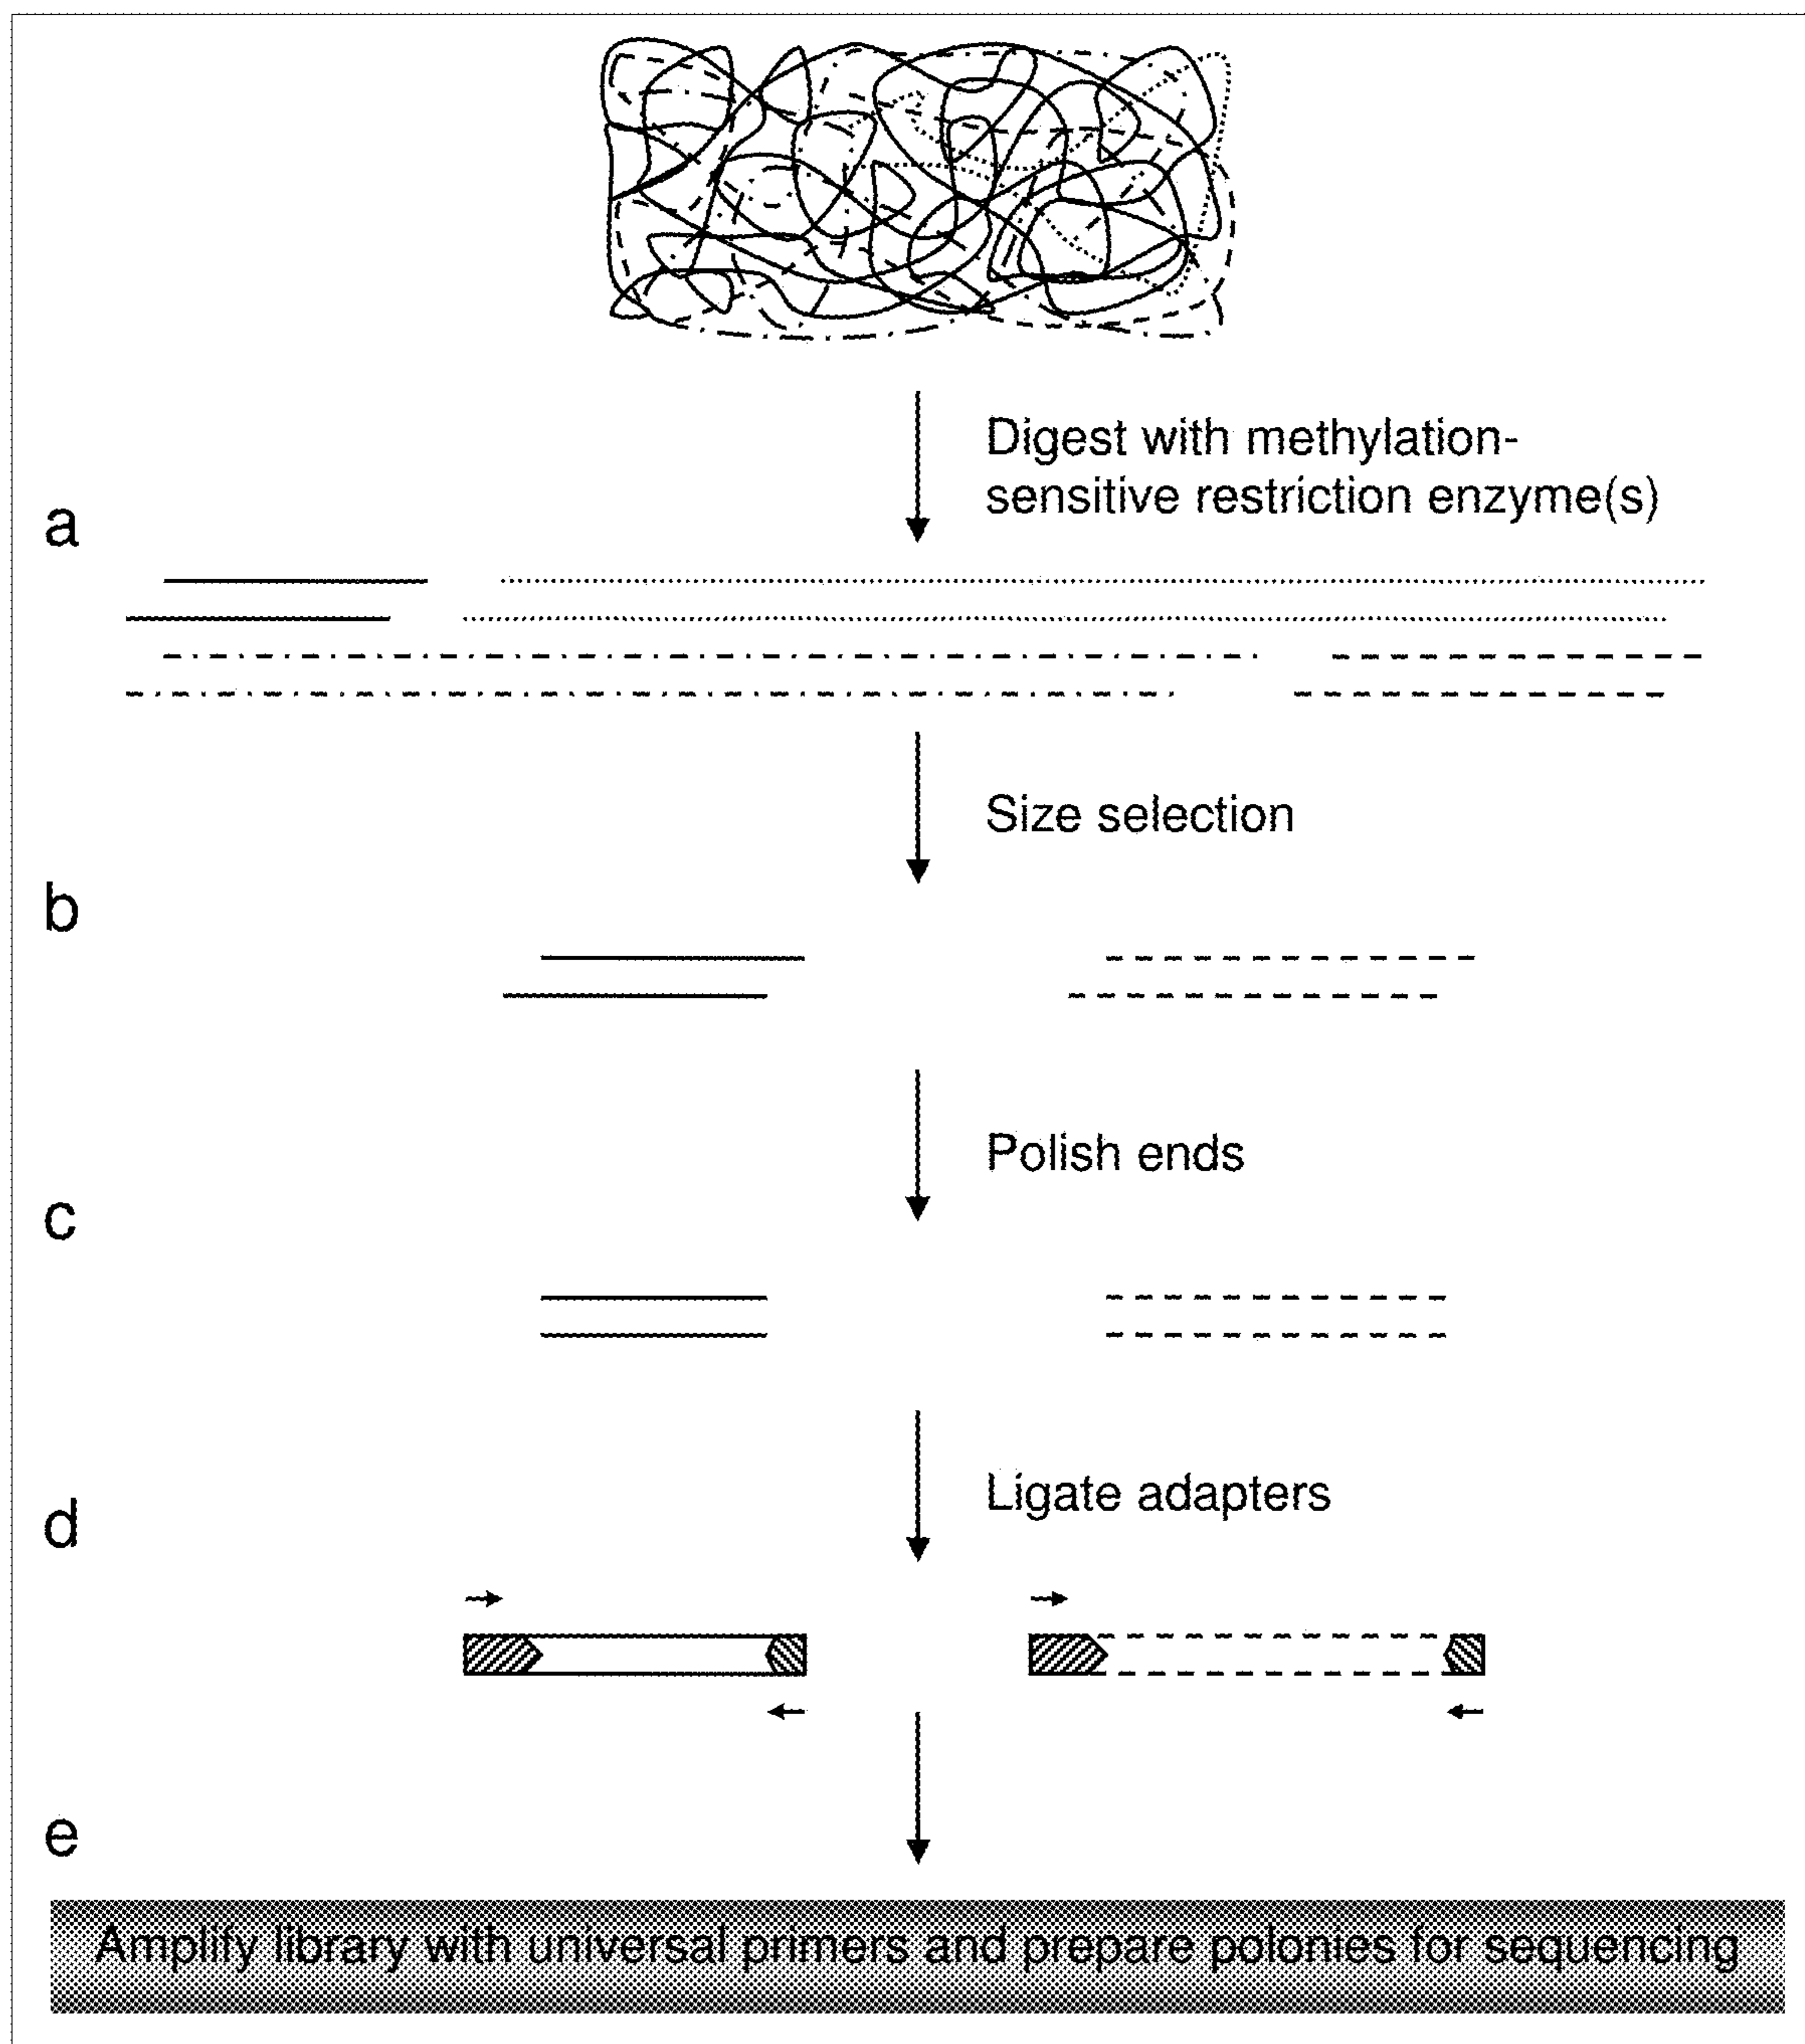 Digest with methylation-
sensitive restriction enzyme(s)
a
Size selection
b
Polish ends
c
Ligate adapters
d
e
Amplify library with universal primers and prepare polonies for sequencing